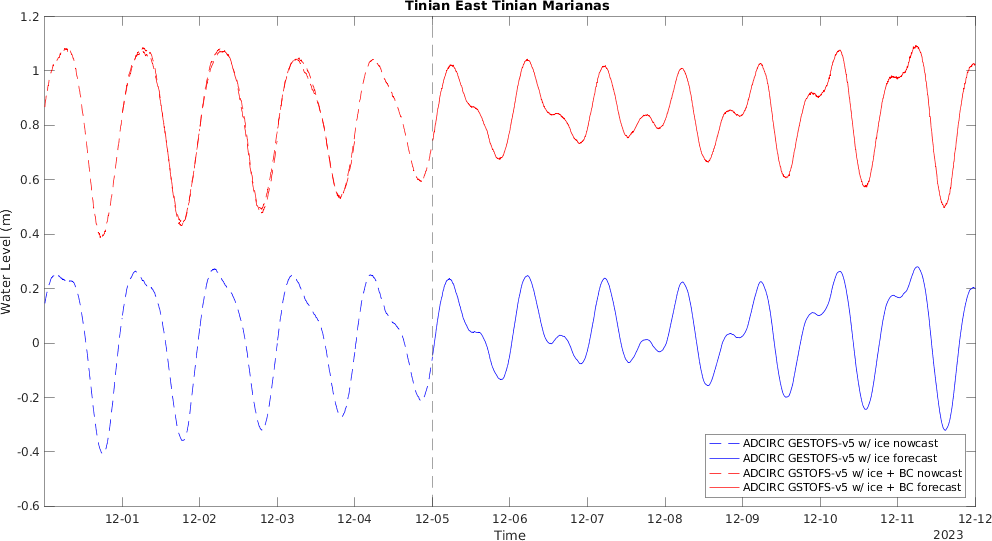 Tinian East Tinian Marianas
1.2
1
0.8
0.6
0.4
0.2
0
-0.2
-0.4
-0.6
Water Level (m)
ADCIRC GESTOFS-v5 w/ ice nowcast
ADCIRC GESTOFS-v5 w/ ice forecast
ADCIRC GSTOFS-v5 w/ ice + BC nowcast
ADCIRC GSTOFS-v5 w/ ice + BC forecast
12-01 12-02 12-03 12-04 12-05 12-06 12-07 12-08 12-09 12-10 12-11 12-12
Time
2023